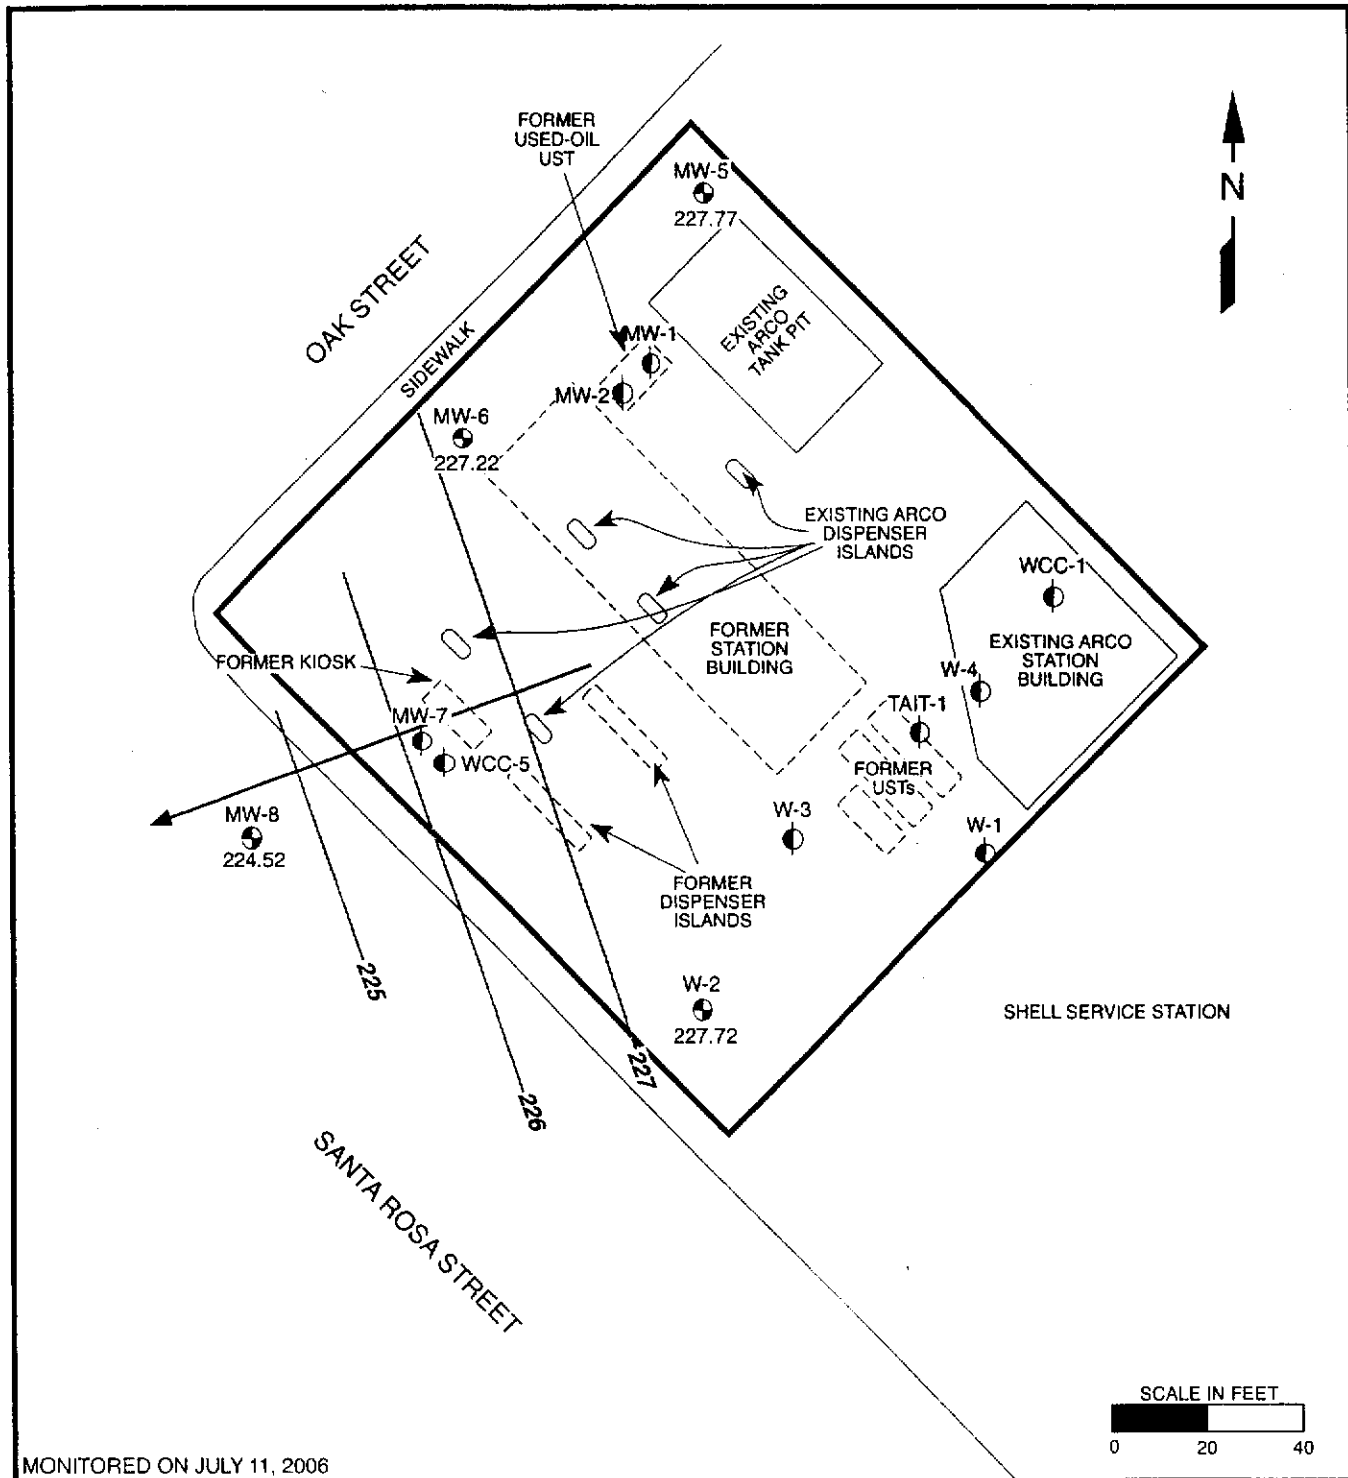 FORMER
USED-OIL
UST
MW-5
227.77
N
OAK STREET
SIDEWALK
EXISTING
ARCO
TANK PIT
MW-1
MW-2
MW-6
227.22
EXISTING ARCO
DISPENSER
ISLANDS
WCC-1
FORMER
STATION
BUILDING
EXISTING ARCO
STATION
BUILDING
FORMER KIOSK
W-4
MW-7
TAIT-1
WCC-5
FORMER
USTs
MW-8
224.52
W-3
W-1
FORMER
DISPENSER
ISLANDS
225
W-2
227.72
SHELL SERVICE STATION
227
226
SANTA ROSA STREET
SCALE IN FEET
0 20 40
MONITORED ON JULY 11, 2006